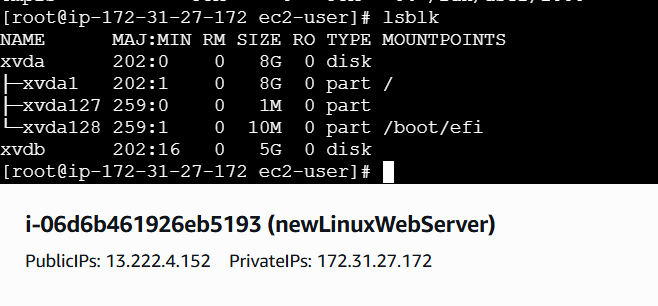 [root@ip-172-31-27-172 ec2-user]# lsblk
NAME      MAJ:MIN RM SIZE RO TYPE MOUNTPOINTS
xvda      202:0    0   8G  0 disk
├─xvda1   202:1    0   8G  0 part /
├─xvda127 259:0    0   1M  0 part
└─xvda128 259:1    0  10M  0 part /boot/efi
xvdb      202:16   0   5G  0 disk
[root@ip-172-31-27-172 ec2-user]#
i-06d6b461926eb5193 (newLinuxWebServer)
PublicIPs: 13.222.4.152 PrivateIPs: 172.31.27.172